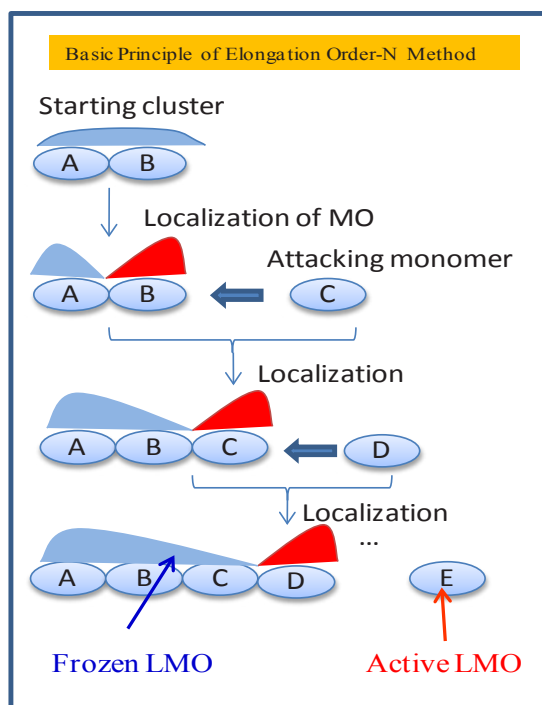 Basic Principle of Elongation Order-N Method
Starting cluster
A B
Localization of MO
Attacking monomer
A B C
Localization
A B C D
Localization
...
A B C D E
Frozen LMO Active LMO